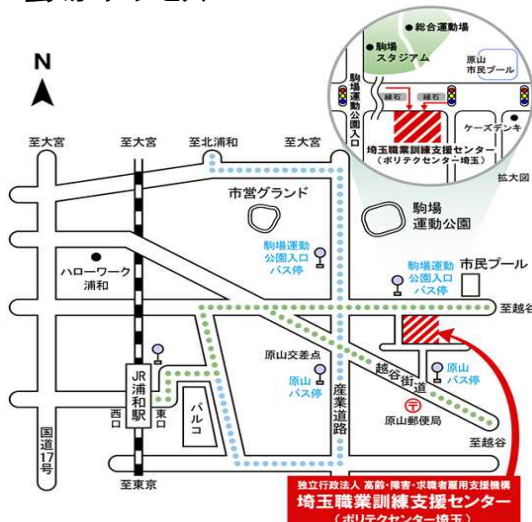 総合運動場
駒場
スタジアム
原山
市民プール
駒場運動公園入口
縁石
縁石
ケーズデンキ
埼玉職業訓練支援センター
(ポリテクセンター埼玉)
拡大図
N
至大宮
至大宮
至北浦和
至大宮
市営グランド
駒場
運動公園
ハローワーク
浦和
駒場運動
公園入口
バス停
駒場運動
公園入口
バス停
市民プール
至越谷
原山交差点
原山
バス停
越谷街道
原山
バス停
JR浦和駅
西口
東口
パルコ
産業道路
原山郵便局
国道17号
至越谷
至東京
独立行政法人 高齢・障害・求職者雇用支援機構
埼玉職業訓練支援センター
(ポリテクセンター埼玉)